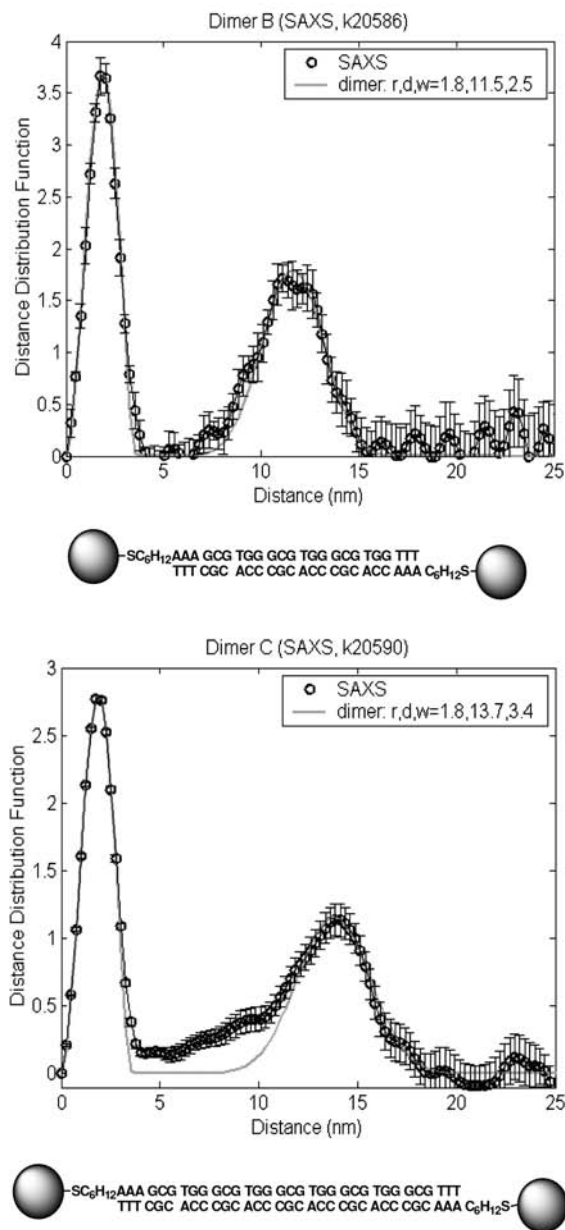 Dimer B (SAXS, k20586)
4
3.5
3
2.5
2
1.5
1
0.5
0
Distance Distribution Function
SAXS
dimer: r,d,w=1.8,11.5,2.5
0 5 10 15 20 25
Distance (nm)
SC6H12AAA GCG TGG GCG TGG GCG TGG TTT
TTT CGC ACC CGC ACC CGC ACC AAA C6H12S
Dimer C (SAXS, k20590)
3
2.5
2
1.5
1
0.5
0
Distance Distribution Function
SAXS
dimer: r,d,w=1.8,13.7,3.4
0 5 10 15 20 25
Distance (nm)
SC6H12AAA GCG TGG GCG TGG GCG TGG GCG TGG GCG TTT
TTT CGC ACC CGC ACC CGC ACC CGC ACC CGC AAA C6H12S